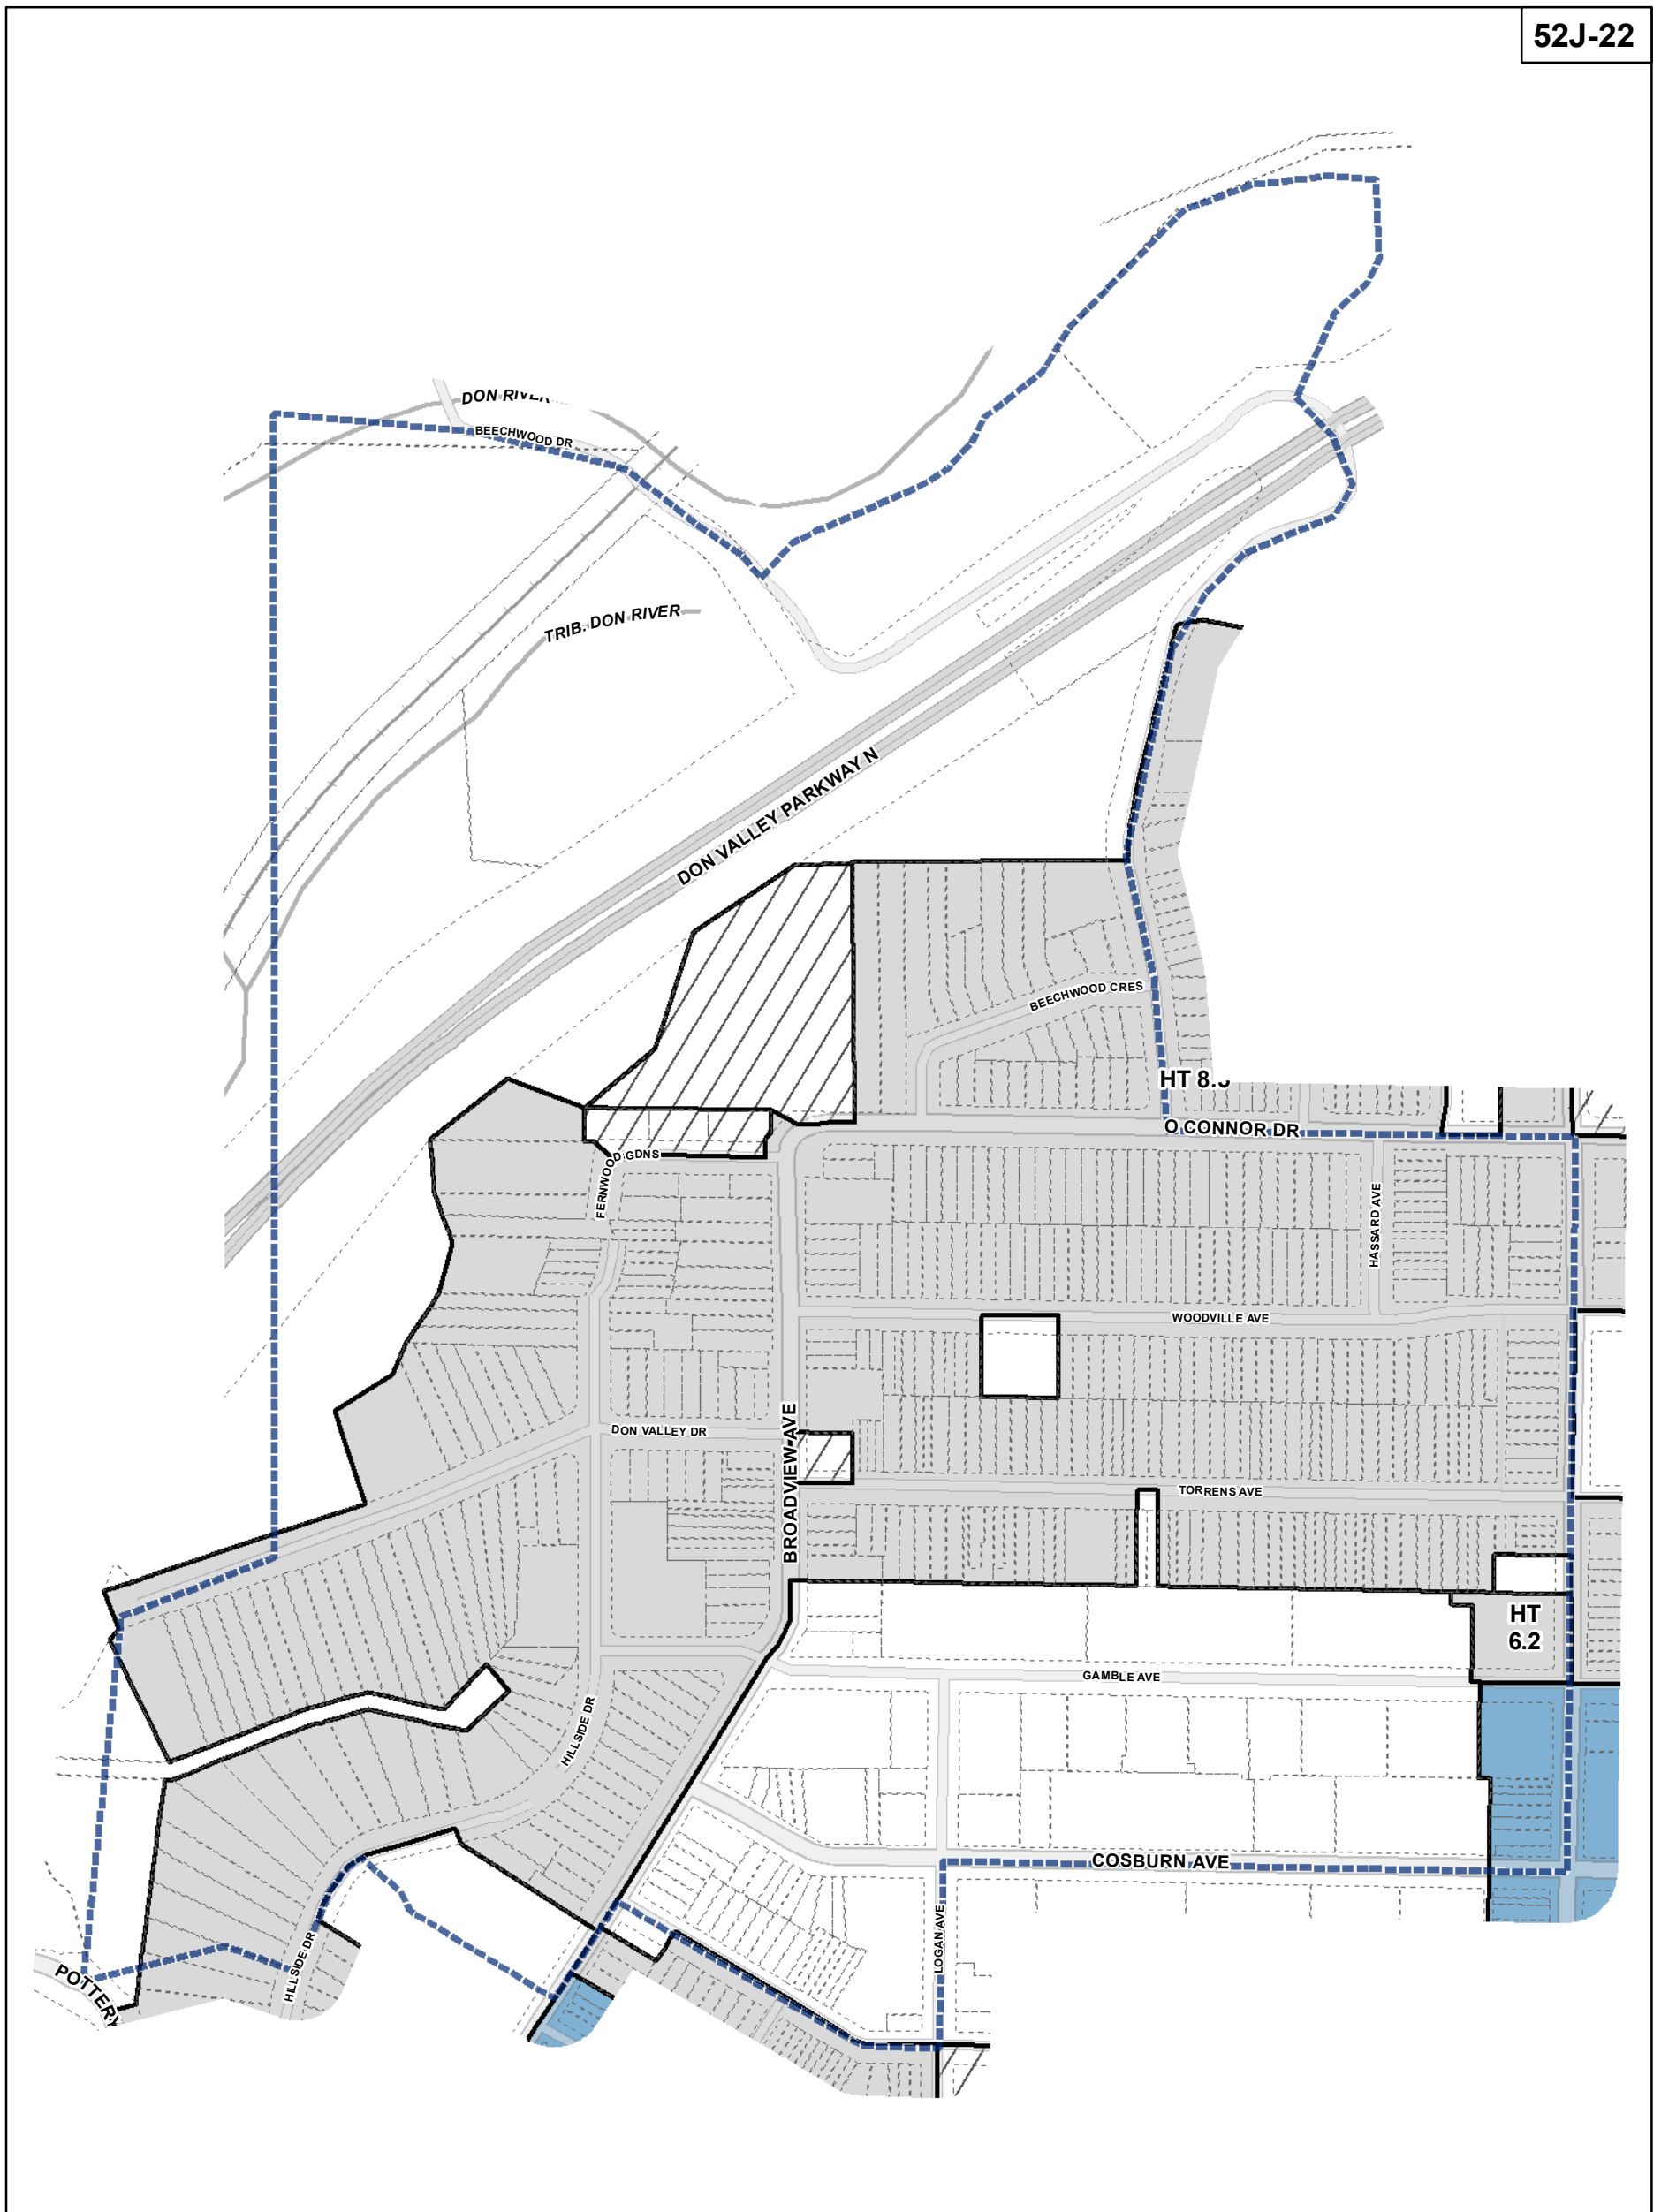 52J-22
DON RIVER
BEECHWOOD DR
TRIB. DON RIVER
DON VALLEY PARKWAY N
BEECHWOOD CRES
HT
O CONNOR DR
FERNWOOD GDNS
HASSARD AVE
WOODVILLE AVE
DON VALLEY DR
BROADVIEW AVE
TORRENS AVE
HT
6.2
GAMBLE AVE
HILLSIDE DR
COSBURN AVE
LOGAN AVE
HILLSIDE DR
POTTERY